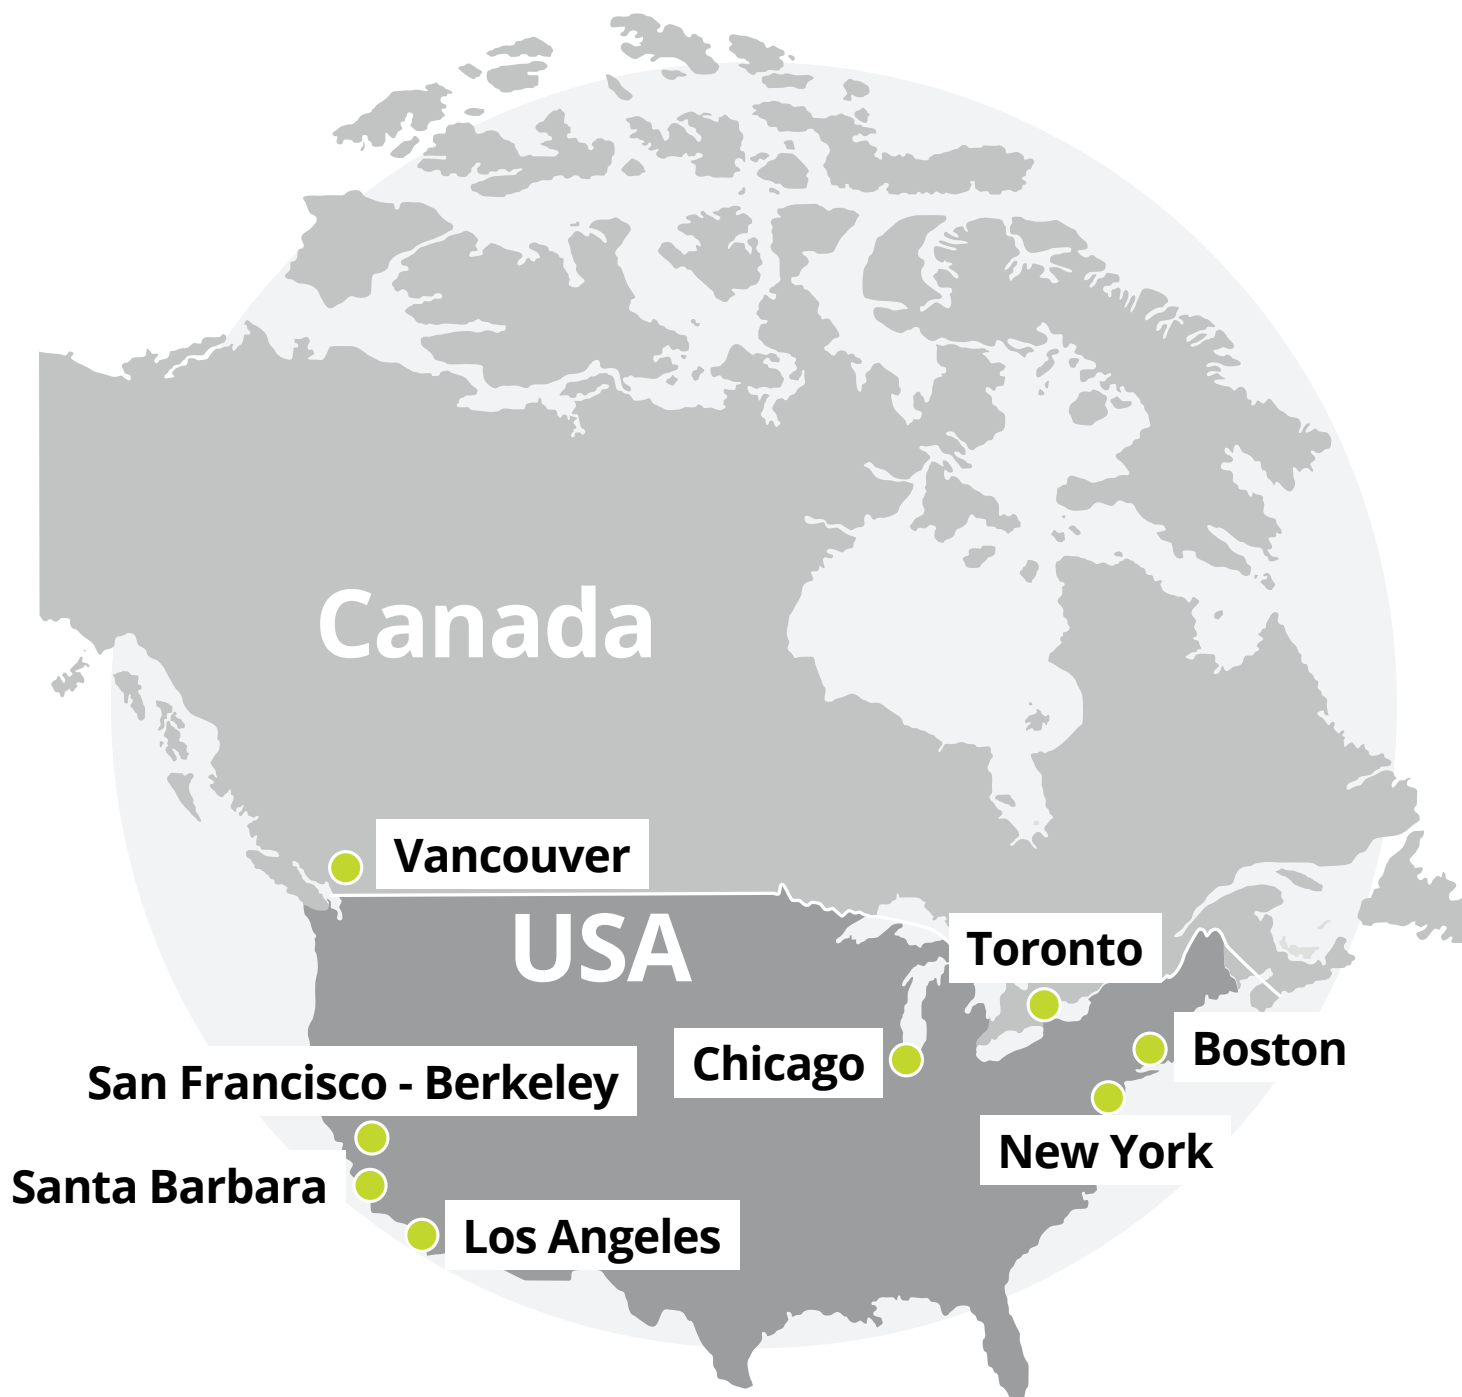 Canada
Vancouver
USA
Toronto
Chicago
Boston
San Francisco - Berkeley
New York
Santa Barbara
Los Angeles